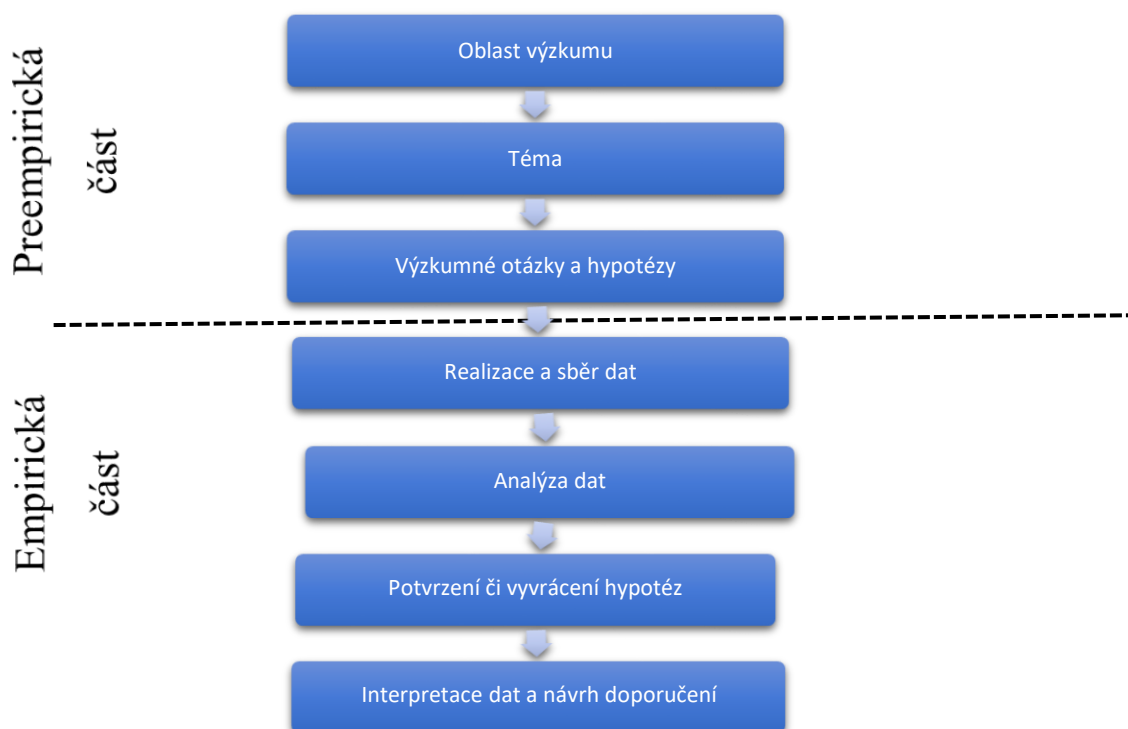 Preempirická
část
Oblast výzkumu
Téma
Výzkumné otázky a hypotézy
Empirická
část
Realizace a sběr dat
Analýza dat
Potvrzení či vyvrácení hypotéz
Interpretace dat a návrh doporučení